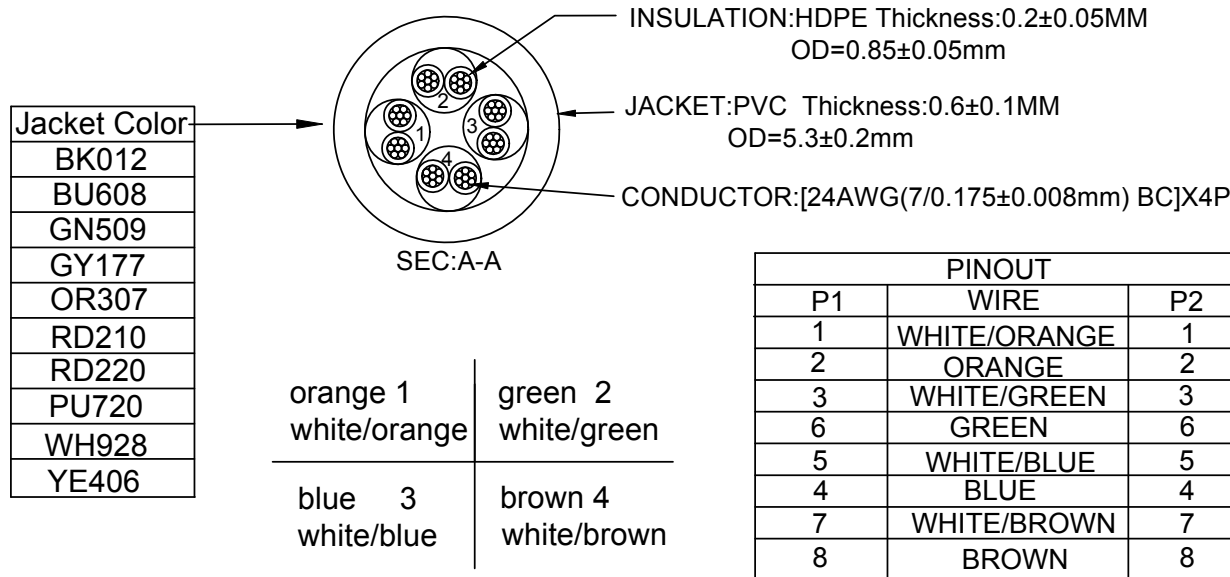 INSULATION:HDPE Thickness:0.2±0.05MM
OD=0.85±0.05mm
JACKET:PVC Thickness:0.6±0.1MM
OD=5.3±0.2mm
CONDUCTOR:[24AWG(7/0.175±0.008mm) BC]X4P
Jacket Color
BK012
BU608
GN509
GY177
OR307
RD210
RD220
PU720
WH928
YE406
2
1
3
4
SEC:A-A
orange 1
white/orange
green 2
white/green
blue 3
white/blue
brown 4
white/brown
PINOUT
P1 WIRE P2
1 WHITE/ORANGE 1
2 ORANGE 2
3 WHITE/GREEN 3
6 GREEN 6
5 WHITE/BLUE 5
4 BLUE 4
7 WHITE/BROWN 7
8 BROWN 8